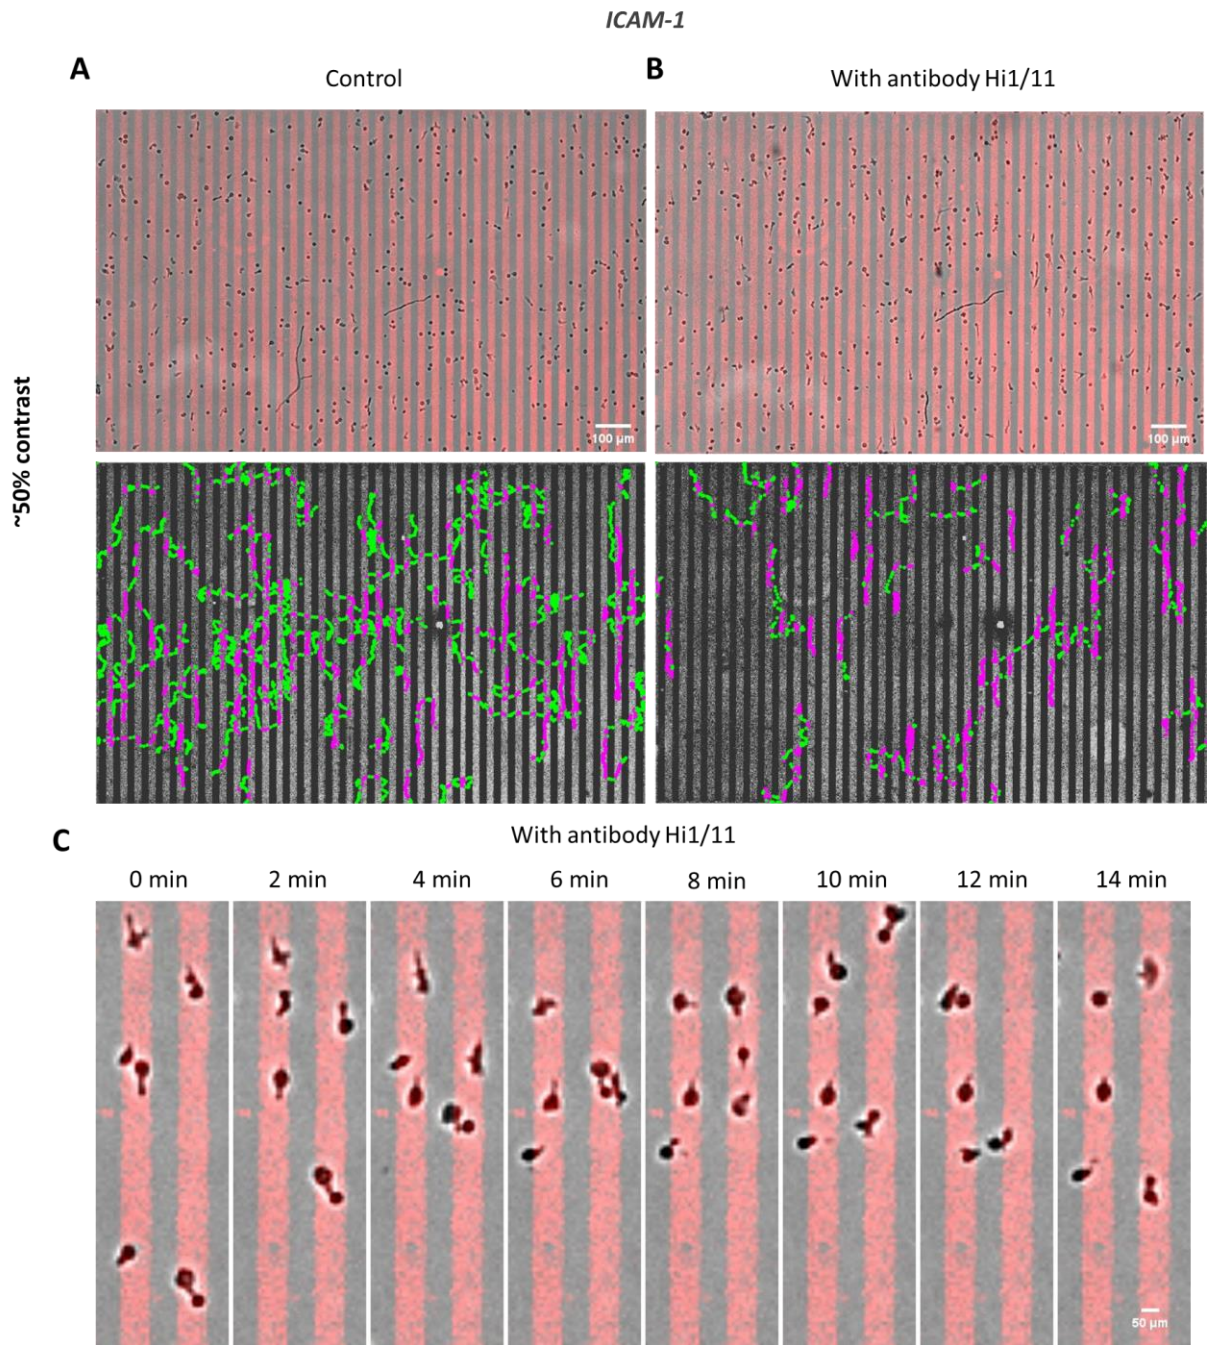 ICAM-1
A
Control
B
With antibody Hi1/11
~50% contrast
100 µm
100 µm
C
With antibody Hi1/11
0 min
2 min
4 min
6 min
8 min
10 min
12 min
14 min
50 µm